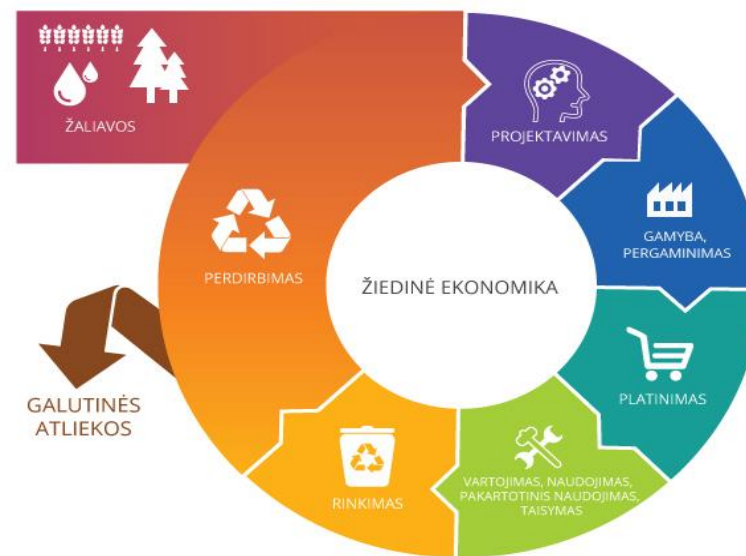 ŽALIAVOS
PROJEKTAVIMAS
GAMYBA,
PERGAMINIMAS
PLATINIMAS
VARTOJIMAS, NAUDOJIMAS,
PAKARTOTINIS NAUDOJIMAS,
TAISYMAS
RINKIMAS
PERDIRBIMAS
GALUTINĖS
ATLIEKOS
ŽIEDINĖ EKONOMIKA